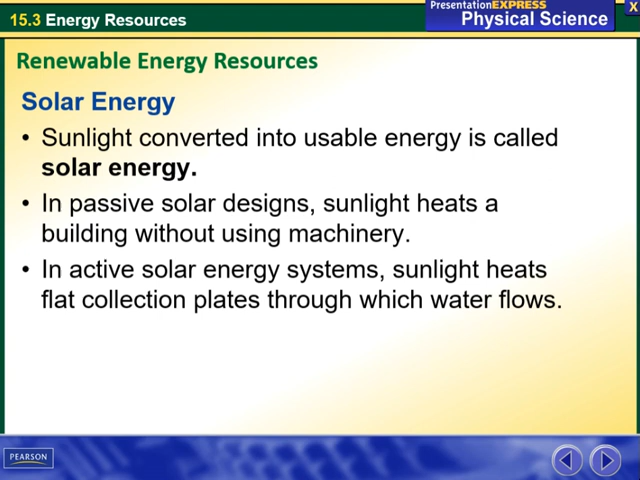 15.3 Energy Resources
PresentationEXPRESS
Physical Science
X
Renewable Energy Resources
Solar Energy
• Sunlight converted into usable energy is called
solar energy.
• In passive solar designs, sunlight heats a
building without using machinery.
• In active solar energy systems, sunlight heats
flat collection plates through which water flows.
PEARSON